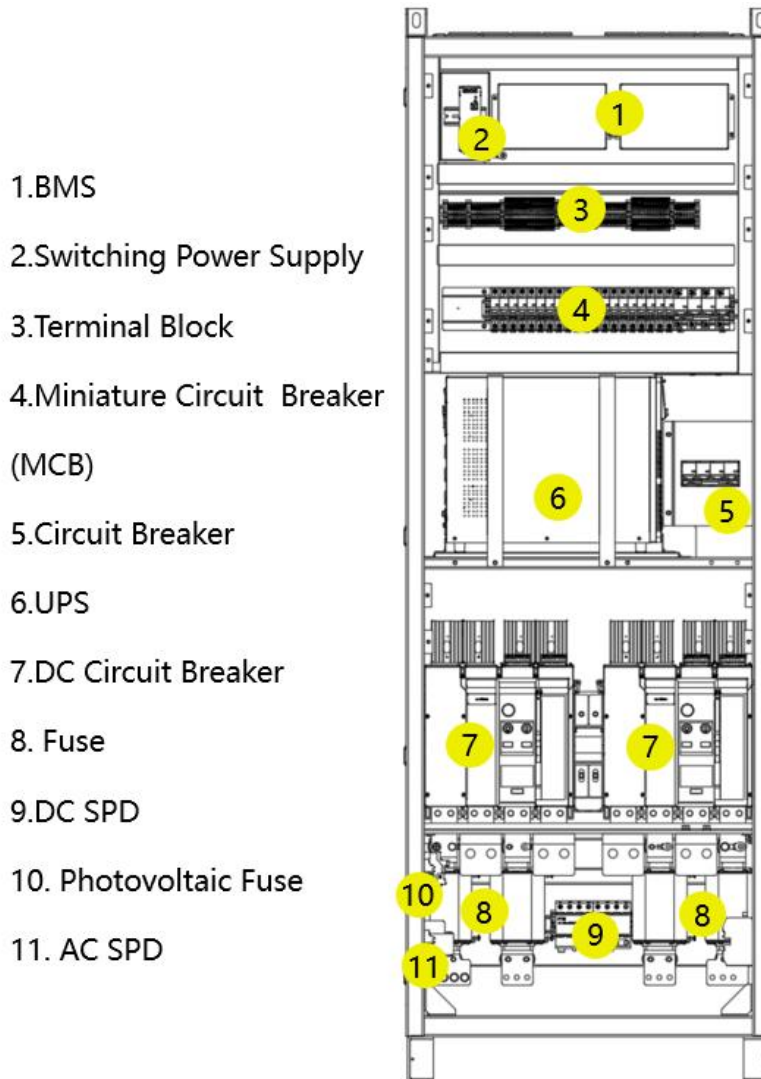 1.BMS
2.Switching Power Supply
3.Terminal Block
4.Miniature Circuit Breaker
(MCB)
5.Circuit Breaker
6.UPS
7.DC Circuit Breaker
8. Fuse
9.DC SPD
10. Photovoltaic Fuse
11. AC SPD
1
2
3
4
6
5
7
7
10
8
8
9
11